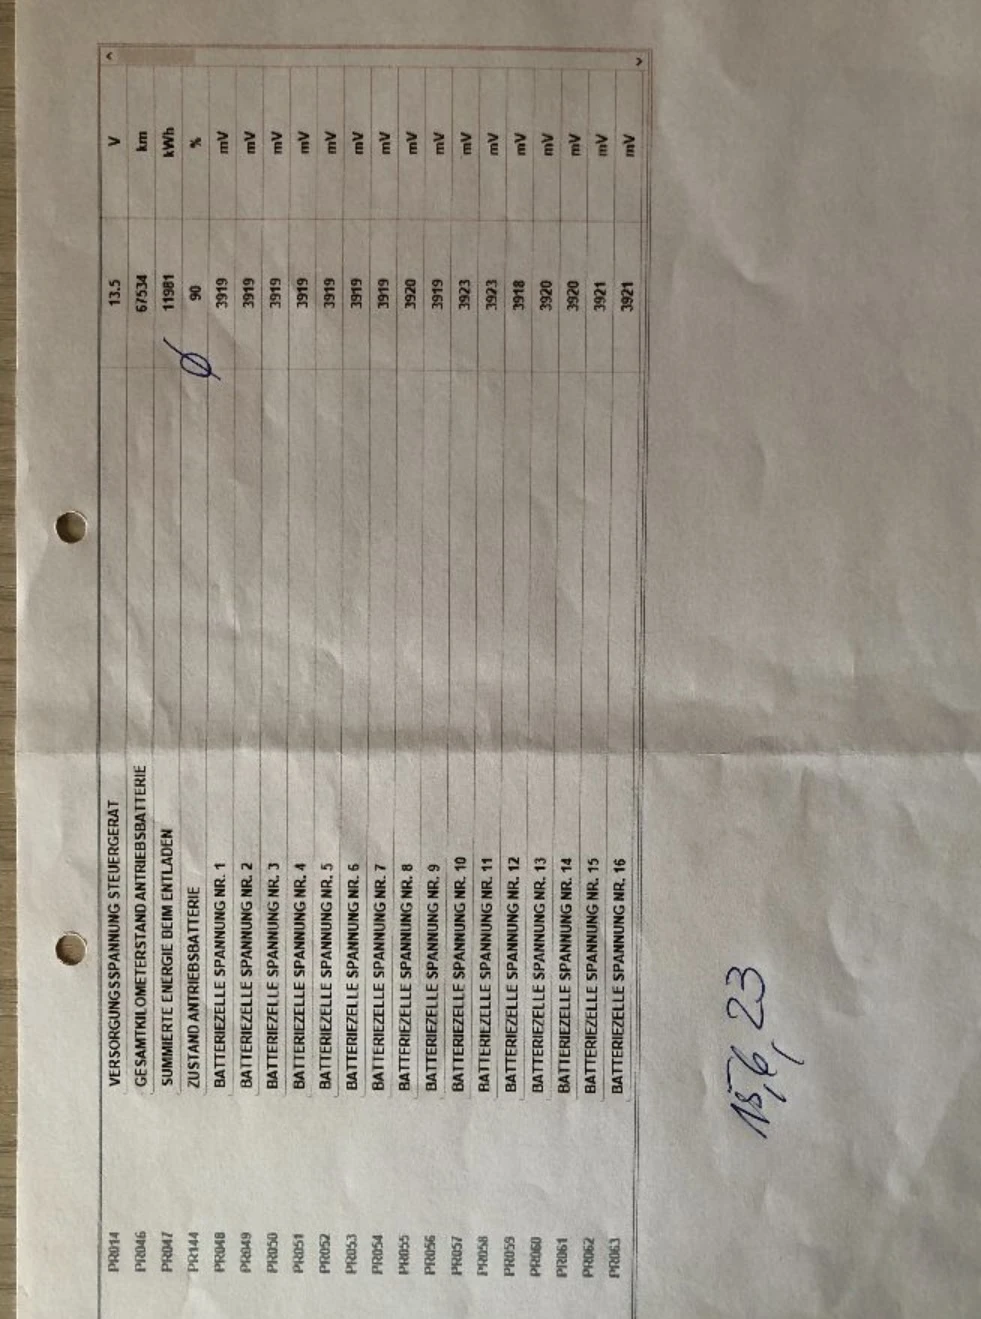 PR014 VERSORGUNGSSPANNUNG STEUERGERÄT 13.5 V
PR046 GESAMTKILOMETERSTAND ANTRIEBSBATTERIE 67534 km
PR047 SUMMIERTE ENERGIE BEIM ENTLADEN 11981 kWh
PR144 ZUSTAND ANTRIEBSBATTERIE Ø 90 %
PR048 BATTERIEZELLE SPANNUNG NR. 1 3919 mV
PR049 BATTERIEZELLE SPANNUNG NR. 2 3919 mV
PR050 BATTERIEZELLE SPANNUNG NR. 3 3919 mV
PR051 BATTERIEZELLE SPANNUNG NR. 4 3919 mV
PR052 BATTERIEZELLE SPANNUNG NR. 5 3919 mV
PR053 BATTERIEZELLE SPANNUNG NR. 6 3919 mV
PR054 BATTERIEZELLE SPANNUNG NR. 7 3919 mV
PR055 BATTERIEZELLE SPANNUNG NR. 8 3920 mV
PR056 BATTERIEZELLE SPANNUNG NR. 9 3919 mV
PR057 BATTERIEZELLE SPANNUNG NR. 10 3923 mV
PR058 BATTERIEZELLE SPANNUNG NR. 11 3923 mV
PR059 BATTERIEZELLE SPANNUNG NR. 12 3918 mV
PR060 BATTERIEZELLE SPANNUNG NR. 13 3920 mV
PR061 BATTERIEZELLE SPANNUNG NR. 14 3920 mV
PR062 BATTERIEZELLE SPANNUNG NR. 15 3921 mV
PR063 BATTERIEZELLE SPANNUNG NR. 16 3921 mV
15,6,23